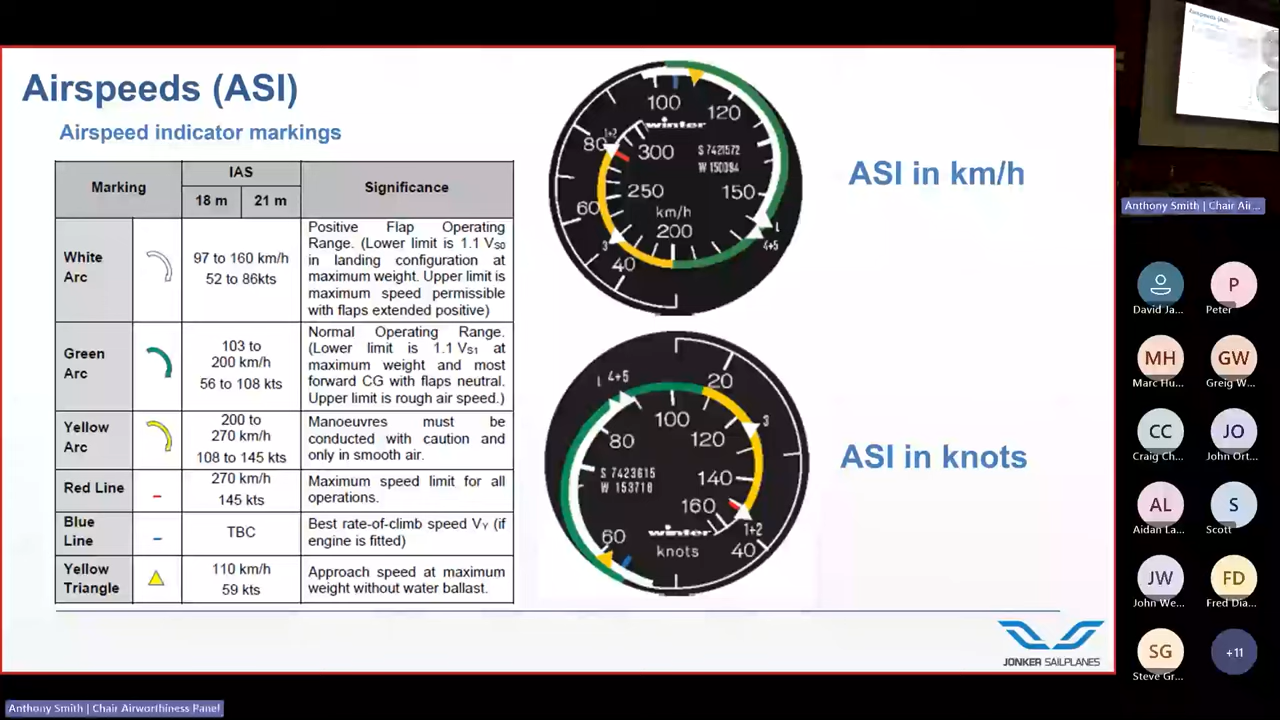 Airspeeds (ASI)
Airspeed indicator markings
Marking
IAS
Significance
18 m
21 m
White
Arc
97 to 160 km/h
52 to 86kts
Positive Flap Operating
Range. (Lower limit is 1.1 VS0
in landing configuration at
maximum weight. Upper limit is
maximum speed permissible
with flaps extended positive)
Green
Arc
103 to
200 km/h
56 to 108 kts
Normal Operating Range.
(Lower limit is 1.1 VS1 at
maximum weight and most
forward CG with flaps neutral.
Upper limit is rough air speed.)
Yellow
Arc
200 to
270 km/h
108 to 145 kts
Manoeuvres must be
conducted with caution and
only in smooth air.
Red Line
270 km/h
145 kts
Maximum speed limit for all
operations.
Blue
Line
TBC
Best rate-of-climb speed VY (if
engine is fitted)
Yellow
Triangle
110 km/h
59 kts
Approach speed at maximum
weight without water ballast.
100
120
winter
80
1+2
300
S 7421572
W 150094
250
150
60
km/h
200
L
4+5
3
40
ASI in km/h
L 4+5
20
100
3
80
120
S 7423615
W 153718
140
160
1+2
60
winter
knots
40
ASI in knots
JONKER SAILPLANES
Anthony Smith | Chair Airworthiness Panel
Airspeeds (ASI)
Anthony Smith | Chair Air...
David Ja...
P
Peter
MH
Marc Hu...
GW
Greig W...
CC
Craig Ch...
JO
John Ort...
AL
Aidan La...
S
Scott
JW
John We...
FD
Fred Dia...
SG
Steve Gr...
+11